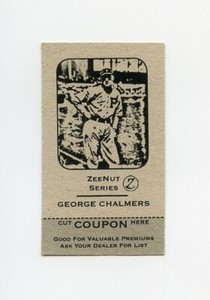 ZEENUT
SERIES Z
GEORGE CHALMERS
CUT COUPON HERE
GOOD FOR VALUABLE PREMIUMS
ASK YOUR DEALER FOR LIST